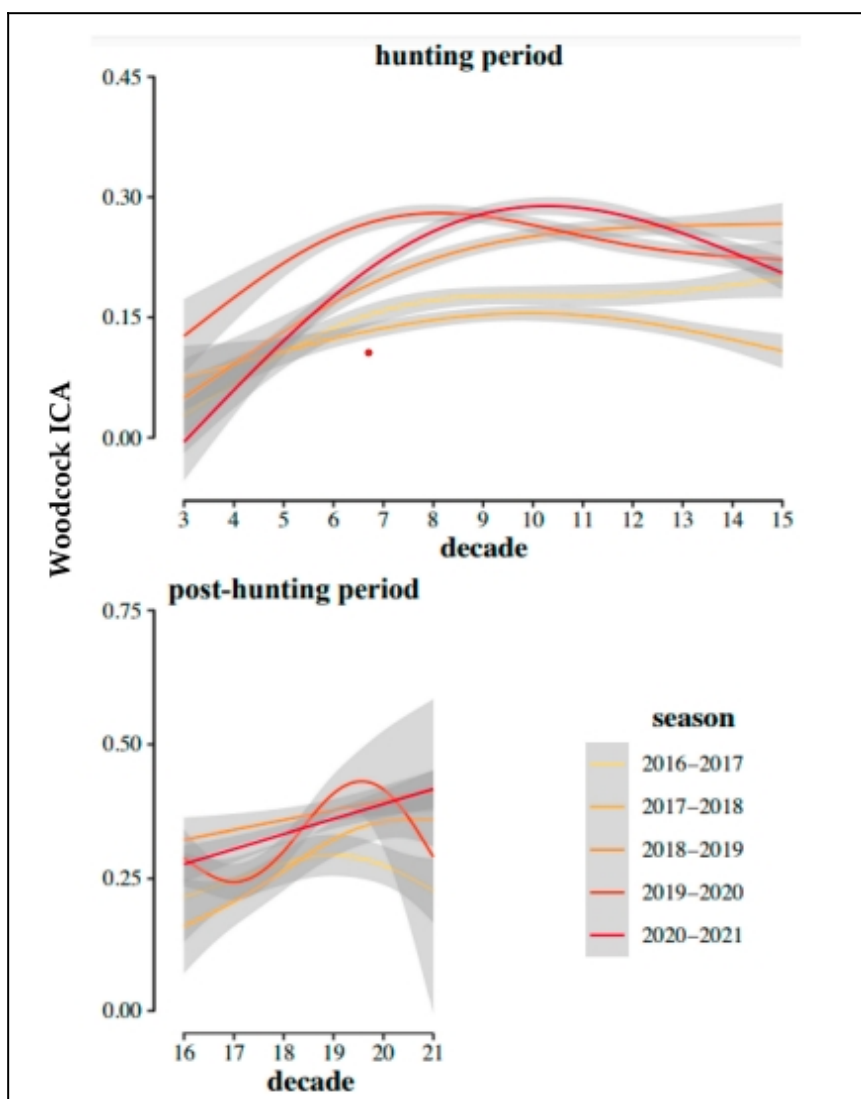 hunting period
0.45
0.30
0.15
0.00
3 4 5 6 7 8 9 10 11 12 13 14 15
decade
Woodcock ICA
post-hunting period
0.75
0.50
0.25
0.00
16 17 18 19 20 21
decade
season
2016–2017
2017–2018
2018–2019
2019–2020
2020–2021